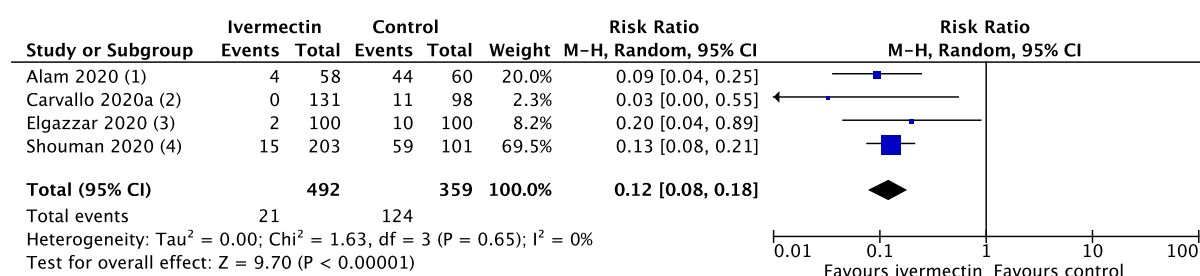 Ivermectin Control Risk Ratio Risk Ratio
Study or Subgroup Events Total Events Total Weight M-H, Random, 95% CI M-H, Random, 95% CI
Alam 2020 (1) 4 58 44 60 20.0% 0.09 [0.04, 0.25]
Carvallo 2020a (2) 0 131 11 98 2.3% 0.03 [0.00, 0.55]
Elgazzar 2020 (3) 2 100 10 100 8.2% 0.20 [0.04, 0.89]
Shouman 2020 (4) 15 203 59 101 69.5% 0.13 [0.08, 0.21]
Total (95% CI) 492 359 100.0% 0.12 [0.08, 0.18]
Total events 21 124
Heterogeneity: Tau² = 0.00; Chi² = 1.63, df = 3 (P = 0.65); I² = 0%
Test for overall effect: Z = 9.70 (P < 0.00001)
0.01 0.1 1 10 100
Favours ivermectin Favours control